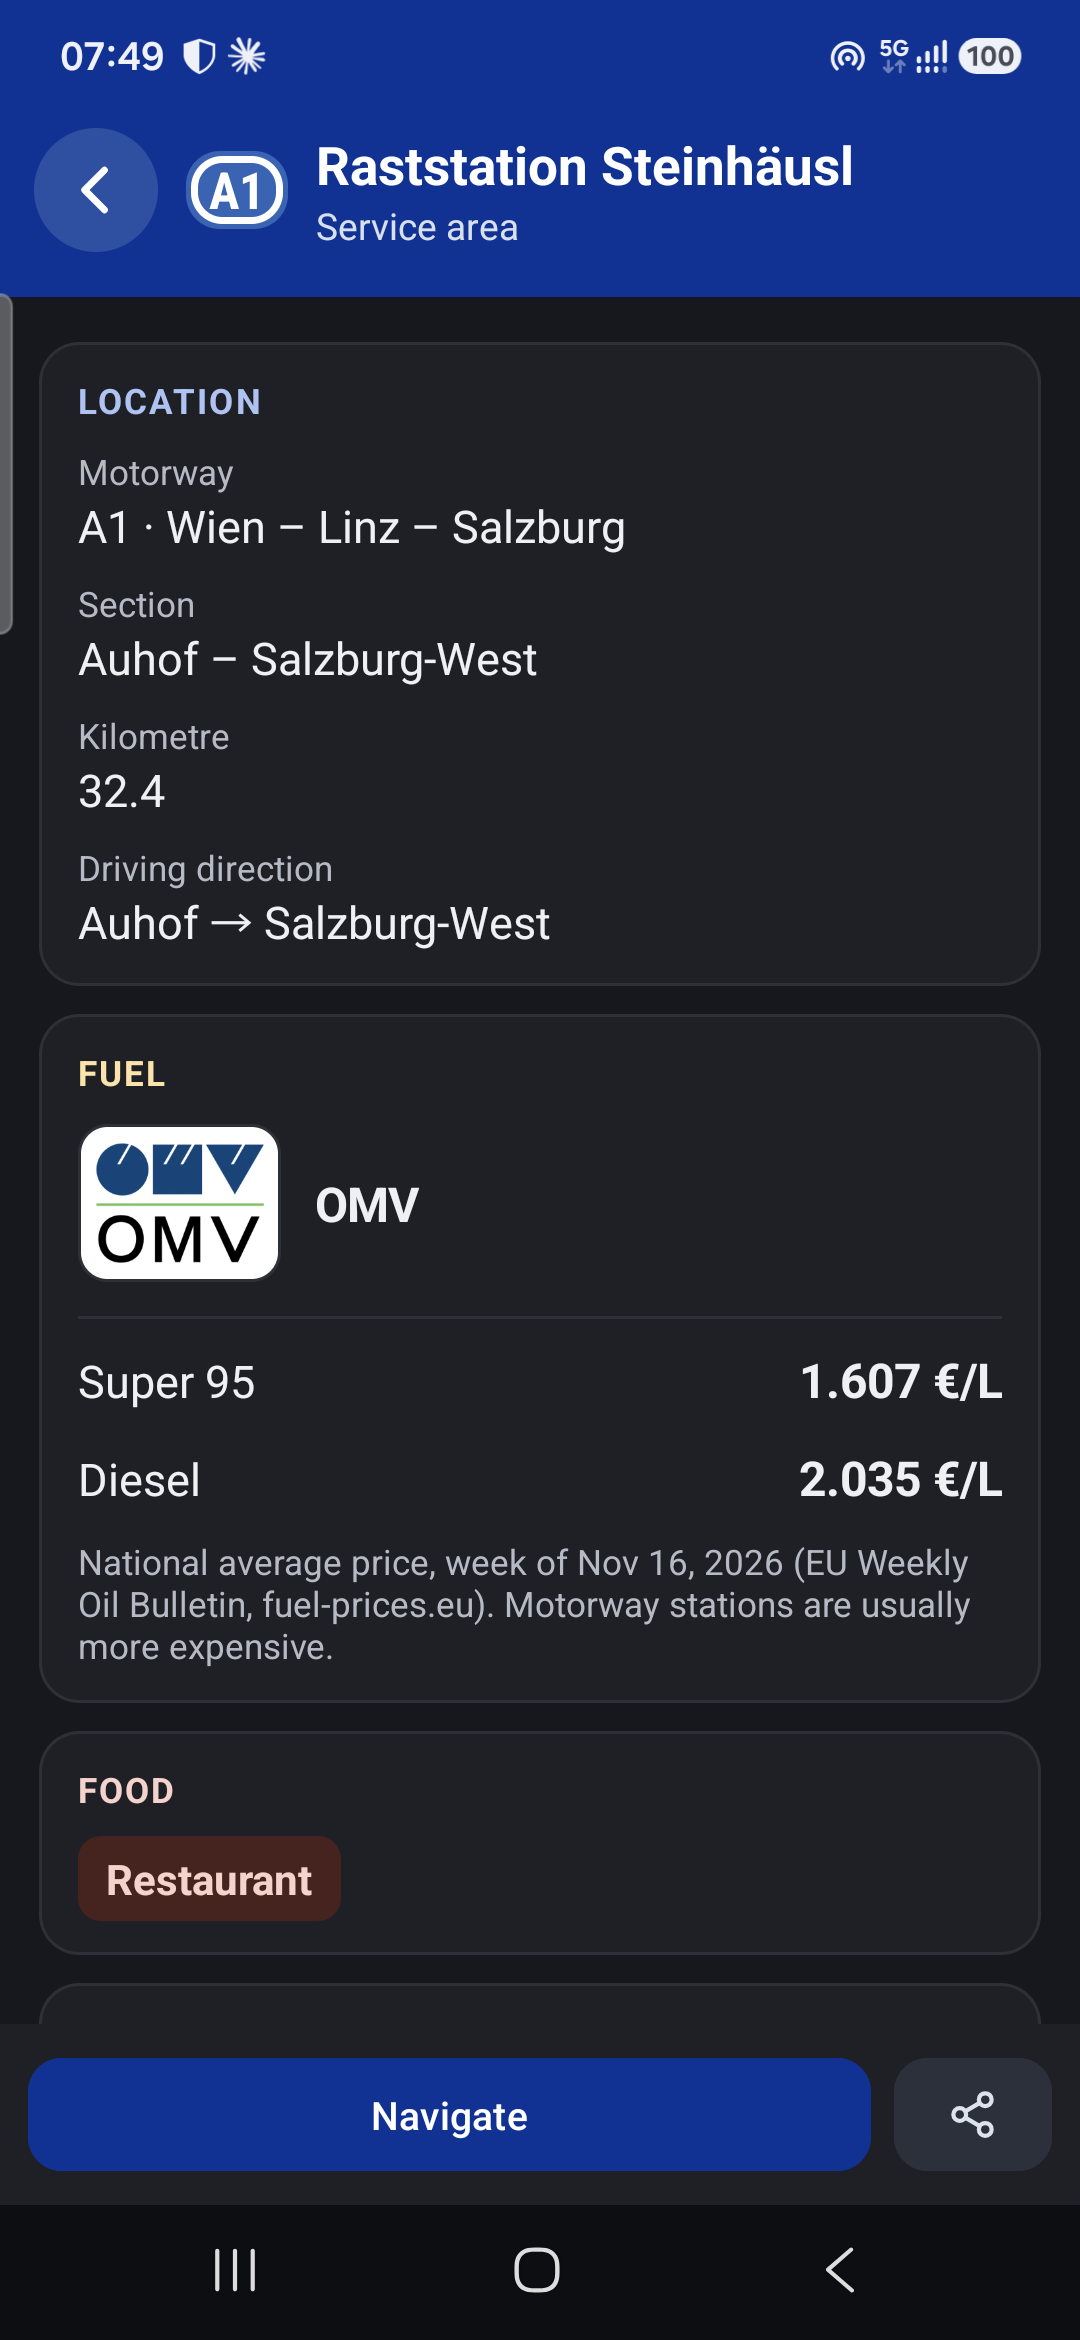 07:49
5G
100
A1
Raststation Steinhäusl
Service area
LOCATION
Motorway
A1 · Wien – Linz – Salzburg
Section
Auhof – Salzburg-West
Kilometre
32.4
Driving direction
Auhof → Salzburg-West
FUEL
OMV
OMV
Super 95
1.607 €/L
Diesel
2.035 €/L
National average price, week of Nov 16, 2026 (EU Weekly
Oil Bulletin, fuel-prices.eu). Motorway stations are usually
more expensive.
FOOD
Restaurant
Navigate